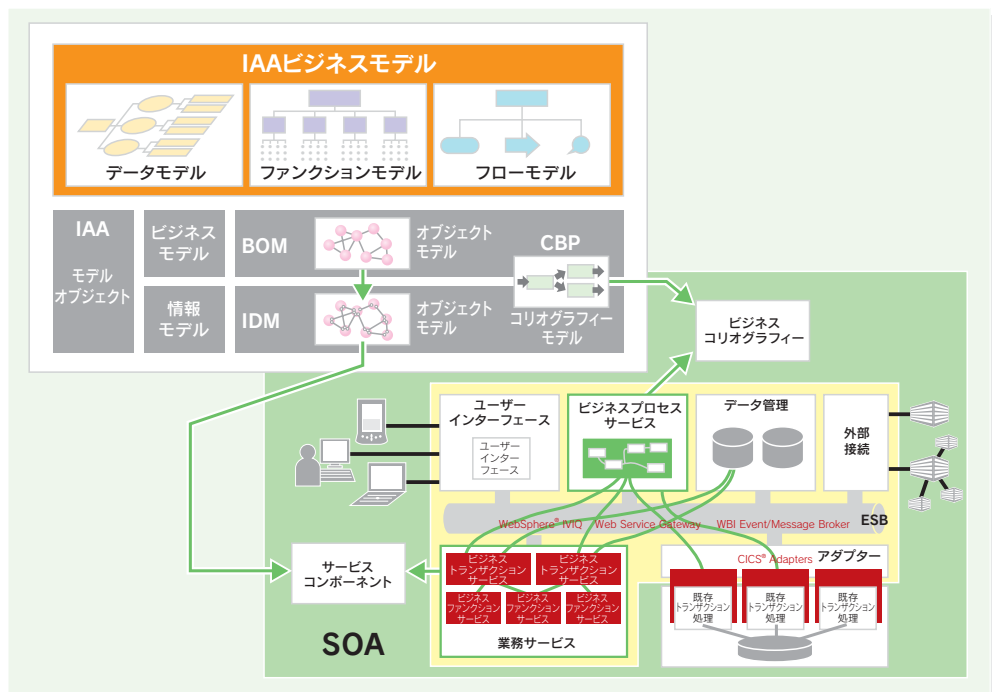 IAAビジネスモデル
データモデル
ファンクションモデル
フローモデル
IAA
モデル
オブジェクト
ビジネス
モデル
BOM
オブジェクト
モデル
CBP
情報
モデル
IDM
オブジェクト
モデル
コリオグラフィー
モデル
ビジネス
コリオグラフィー
ユーザー
インターフェース
ユーザー
インター
フェース
ビジネスプロセス
サービス
データ管理
外部
接続
WebSphere® IVIQ Web Service Gateway WBI Event/Message Broker
ESB
サービス
コンポーネント
ビジネス
トランザクション
サービス
ビジネス
トランザクション
サービス
ビジネス
ファンクション
サービス
ビジネス
ファンクション
サービス
ビジネス
ファンクション
サービス
業務サービス
CICS® Adapters アダプター
既存
トランザクション
処理
既存
トランザクション
処理
既存
トランザクション
処理
SOA